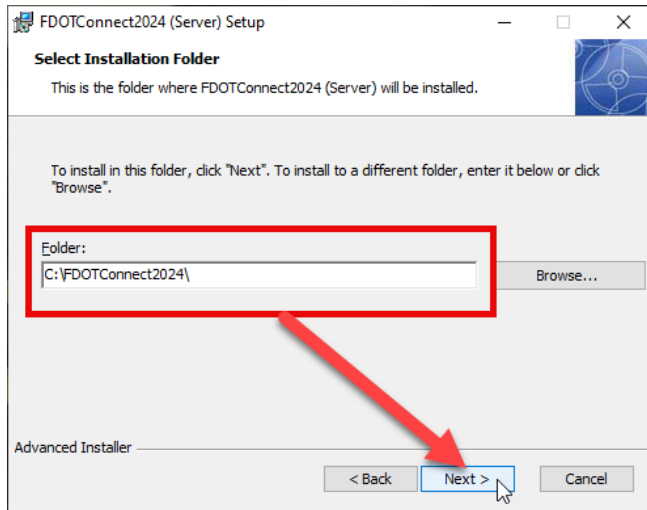 FDOTConnect2024 (Server) Setup
Select Installation Folder
This is the folder where FDOTConnect2024 (Server) will be installed.
To install in this folder, click "Next". To install to a different folder, enter it below or click
"Browse".
Folder:
C:\FDOTConnect2024\
Browse...
Advanced Installer
< Back
Next >
Cancel